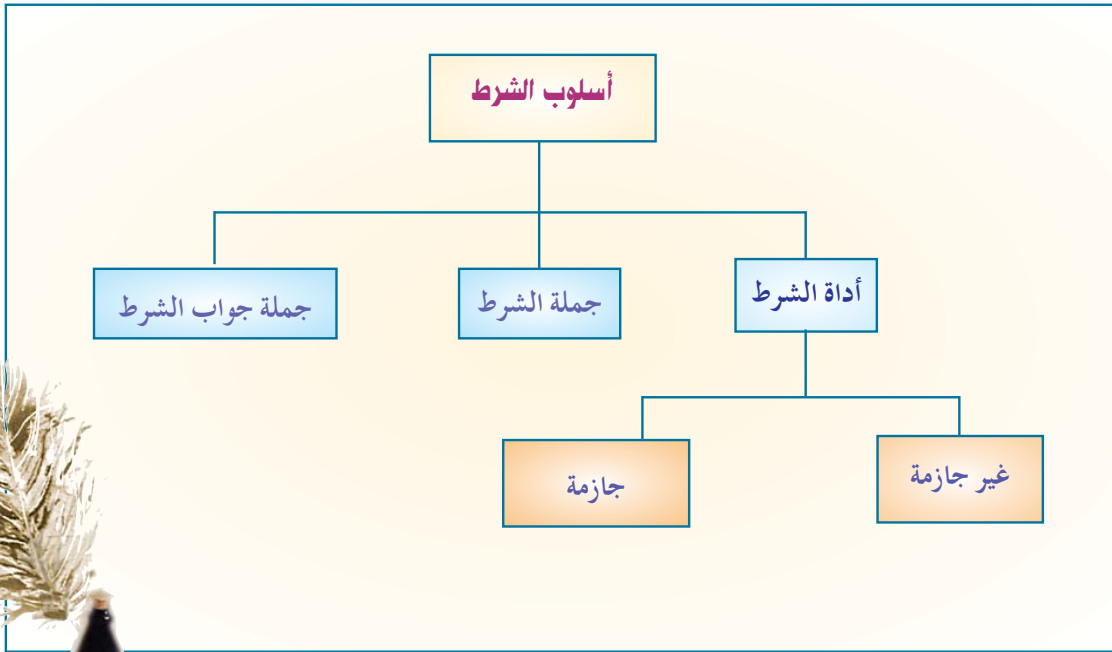 أسلوب الشرط
أداة الشرط
جملة الشرط
جملة جواب الشرط
غير جازمة
جازمة